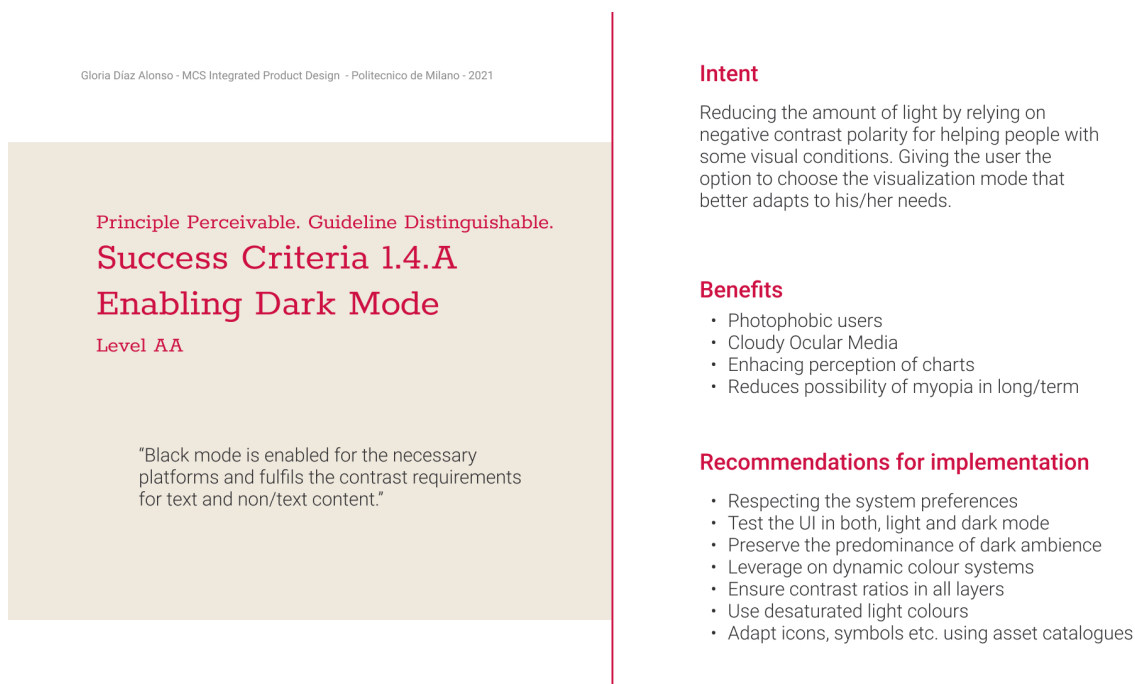 Gloria Díaz Alonso - MCS Integrated Product Design - Politecnico de Milano - 2021
Principle Perceivable. Guideline Distinguishable.
Success Criteria 1.4.A
Enabling Dark Mode
Level AA
“Black mode is enabled for the necessary
platforms and fulfils the contrast requirements
for text and non/text content.”
Intent
Reducing the amount of light by relying on
negative contrast polarity for helping people with
some visual conditions. Giving the user the
option to choose the visualization mode that
better adapts to his/her needs.
Benefits
• Photophobic users
• Cloudy Ocular Media
• Enhacing perception of charts
• Reduces possibility of myopia in long/term
Recommendations for implementation
• Respecting the system preferences
• Test the UI in both, light and dark mode
• Preserve the predominance of dark ambience
• Leverage on dynamic colour systems
• Ensure contrast ratios in all layers
• Use desaturated light colours
• Adapt icons, symbols etc. using asset catalogues